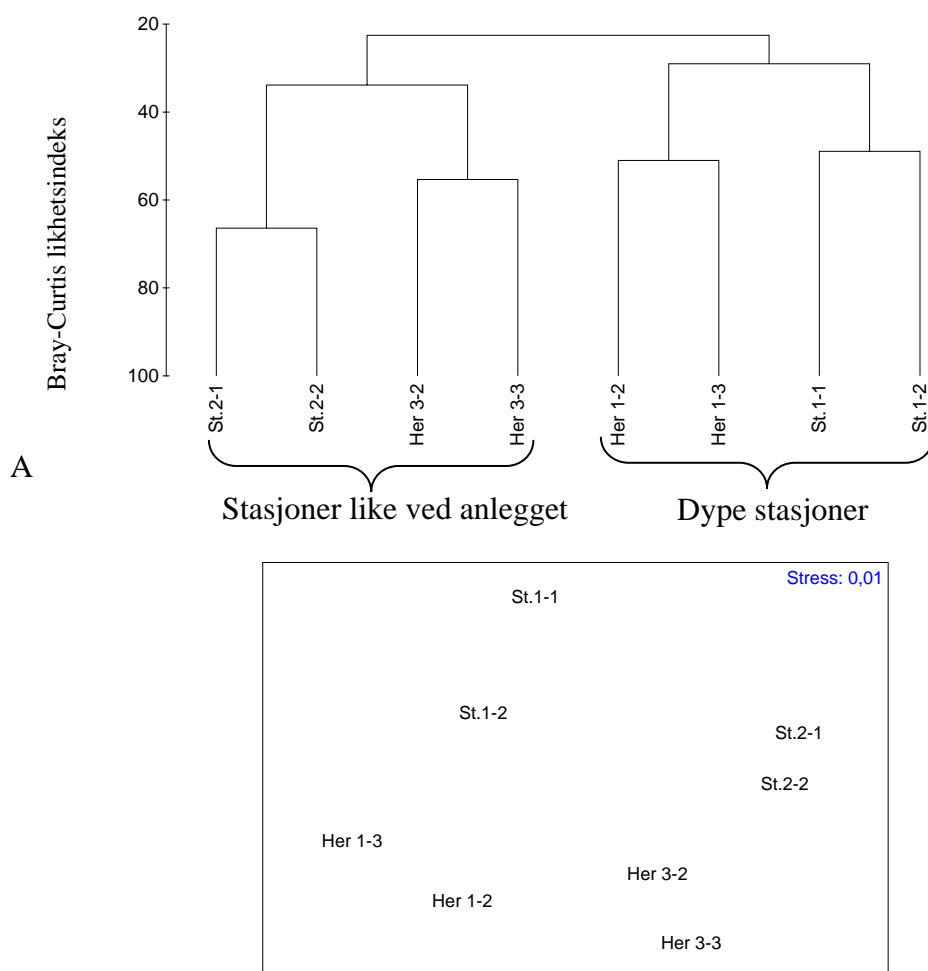 20
40
60
80
100
Bray-Curtis likhetsindeks
St.2-1
St.2-2
Her 3-2
Her 3-3
Her 1-2
Her 1-3
St.1-1
St.1-2
A
Stasjoner like ved anlegget
Dype stasjoner
Stress: 0,01
St.1-1
St.1-2
St.2-1
St.2-2
Her 1-3
Her 3-2
Her 1-2
Her 3-3